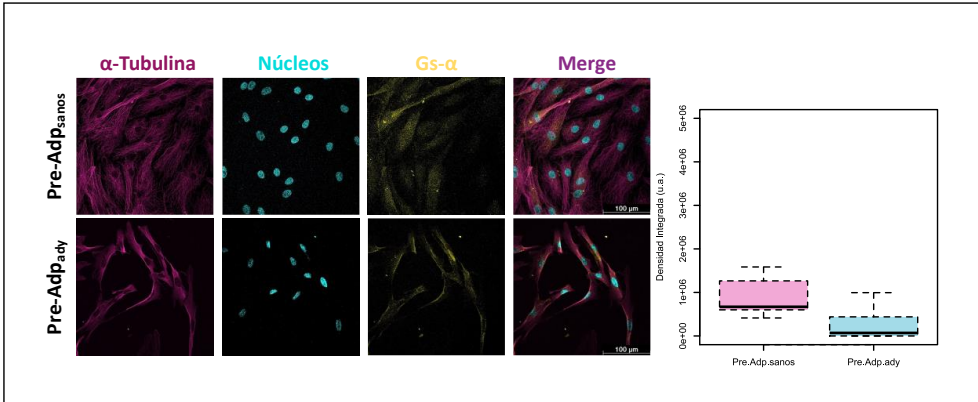 α-Tubulina Núcleos Gs-α Merge
Pre-Adpsanos
100 µm
Pre-Adpady
100 µm
Densidad Integrada (u.a.)
5e+06
4e+06
3e+06
2e+06
1e+06
0e+00
Pre.Adp.sanos Pre.Adp.ady